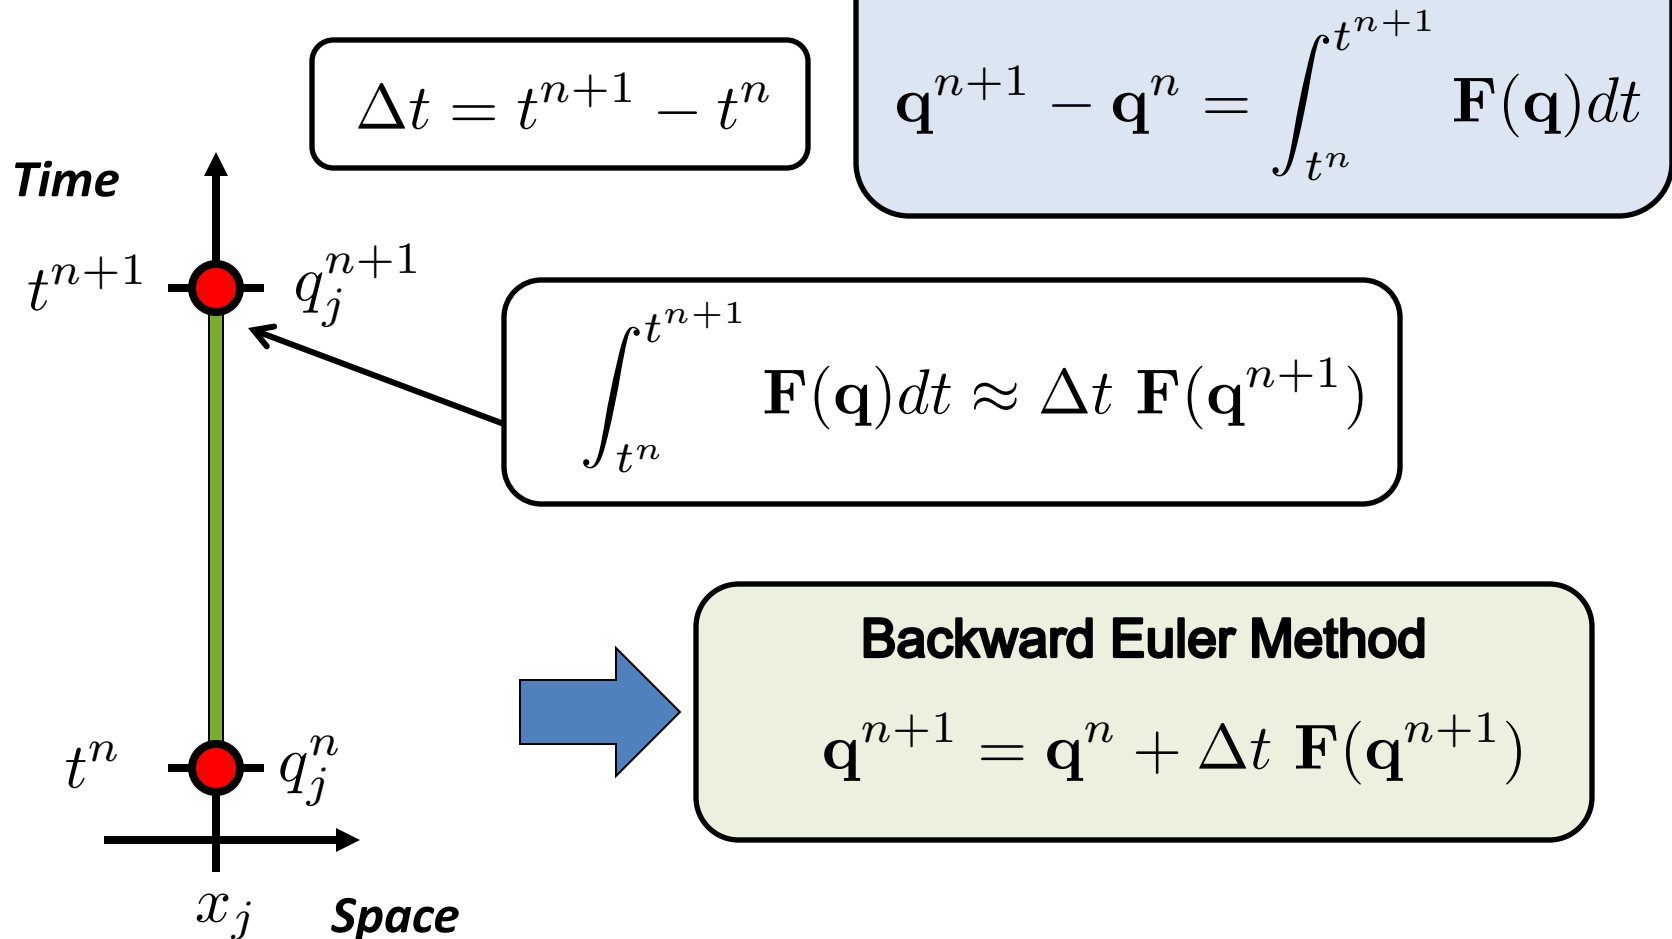 Δt = t^{n+1} − t^n
q^{n+1} − q^n = ∫_{t^n}^{t^{n+1}} F(q)dt
Time
t^{n+1}
q_j^{n+1}
∫_{t^n}^{t^{n+1}} F(q)dt ≈ Δt F(q^{n+1})
Backward Euler Method
q^{n+1} = q^n + Δt F(q^{n+1})
t^n
q_j^n
x_j
Space